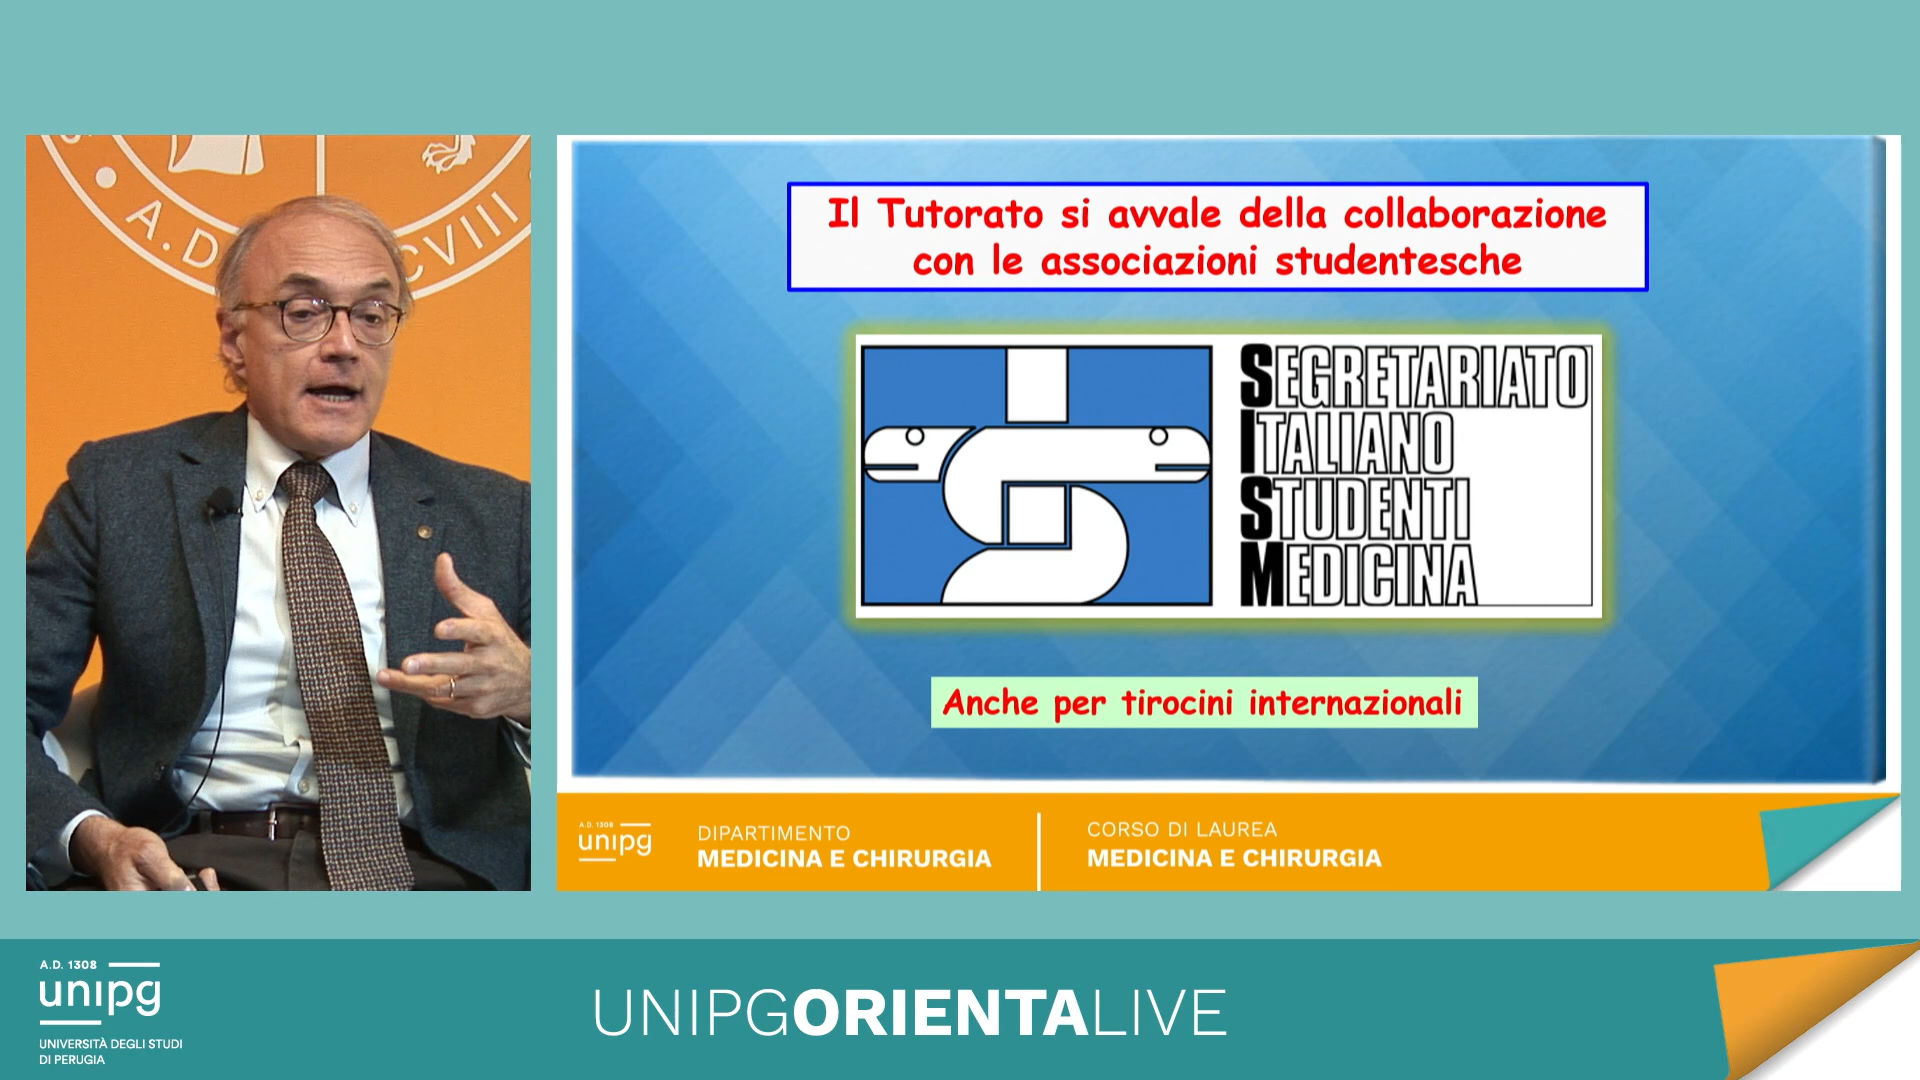 A.D.
CVIII
Il Tutorato si avvale della collaborazione
con le associazioni studentesche
SEGRETARIATO
ITALIANO
STUDENTI
MEDICINA
Anche per tirocini internazionali
A.D. 1308
unipg
DIPARTIMENTO
MEDICINA E CHIRURGIA
CORSO DI LAUREA
MEDICINA E CHIRURGIA
A.D. 1308
unipg
UNIVERSITÀ DEGLI STUDI
DI PERUGIA
UNIPGORIENTALIVE